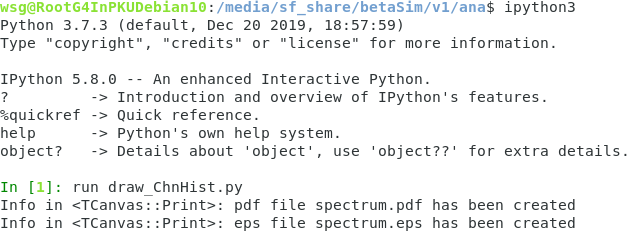 wsg@RootG4InPKUDebian10:/media/sf_share/betaSim/v1/ana$ ipython3
Python 3.7.3 (default, Dec 20 2019, 18:57:59)
Type "copyright", "credits" or "license" for more information.

IPython 5.8.0 -- An enhanced Interactive Python.
?         -> Introduction and overview of IPython's features.
%quickref -> Quick reference.
help      -> Python's own help system.
object?   -> Details about 'object', use 'object??' for extra details.

In [1]: run draw_ChnHist.py
Info in <TCanvas::Print>: pdf file spectrum.pdf has been created
Info in <TCanvas::Print>: eps file spectrum.eps has been created